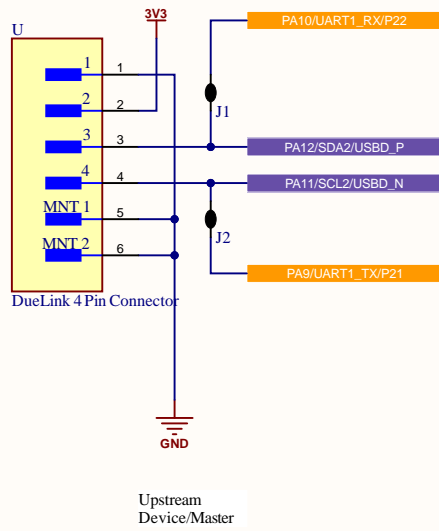 3V3
U
PA10/UART1_RX/P22
1 1
2 2
J1
3 3
PA12/SDA2/USBD_P
4 4
PA11/SCL2/USBD_N
MNT 1 5
J2
MNT 2 6
PA9/UART1_TX/P21
DueLink 4 Pin Connector
GND
Upstream
Device/Master